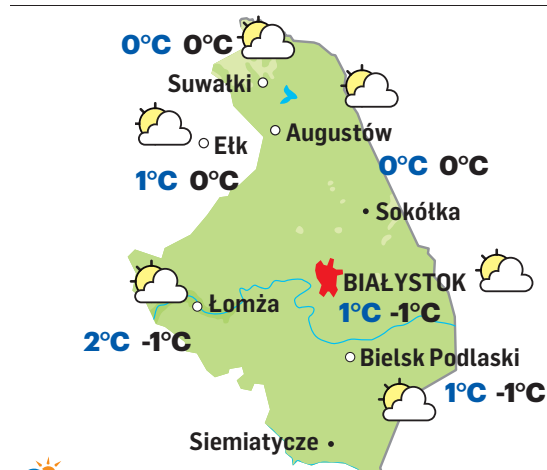 0°C 0°C
Suwałki
Augustów
Ełk
1°C 0°C
0°C 0°C
Sokółka
BIAŁYSTOK
1°C -1°C
Łomża
2°C -1°C
Bielsk Podlaski
1°C -1°C
Siemiatycze